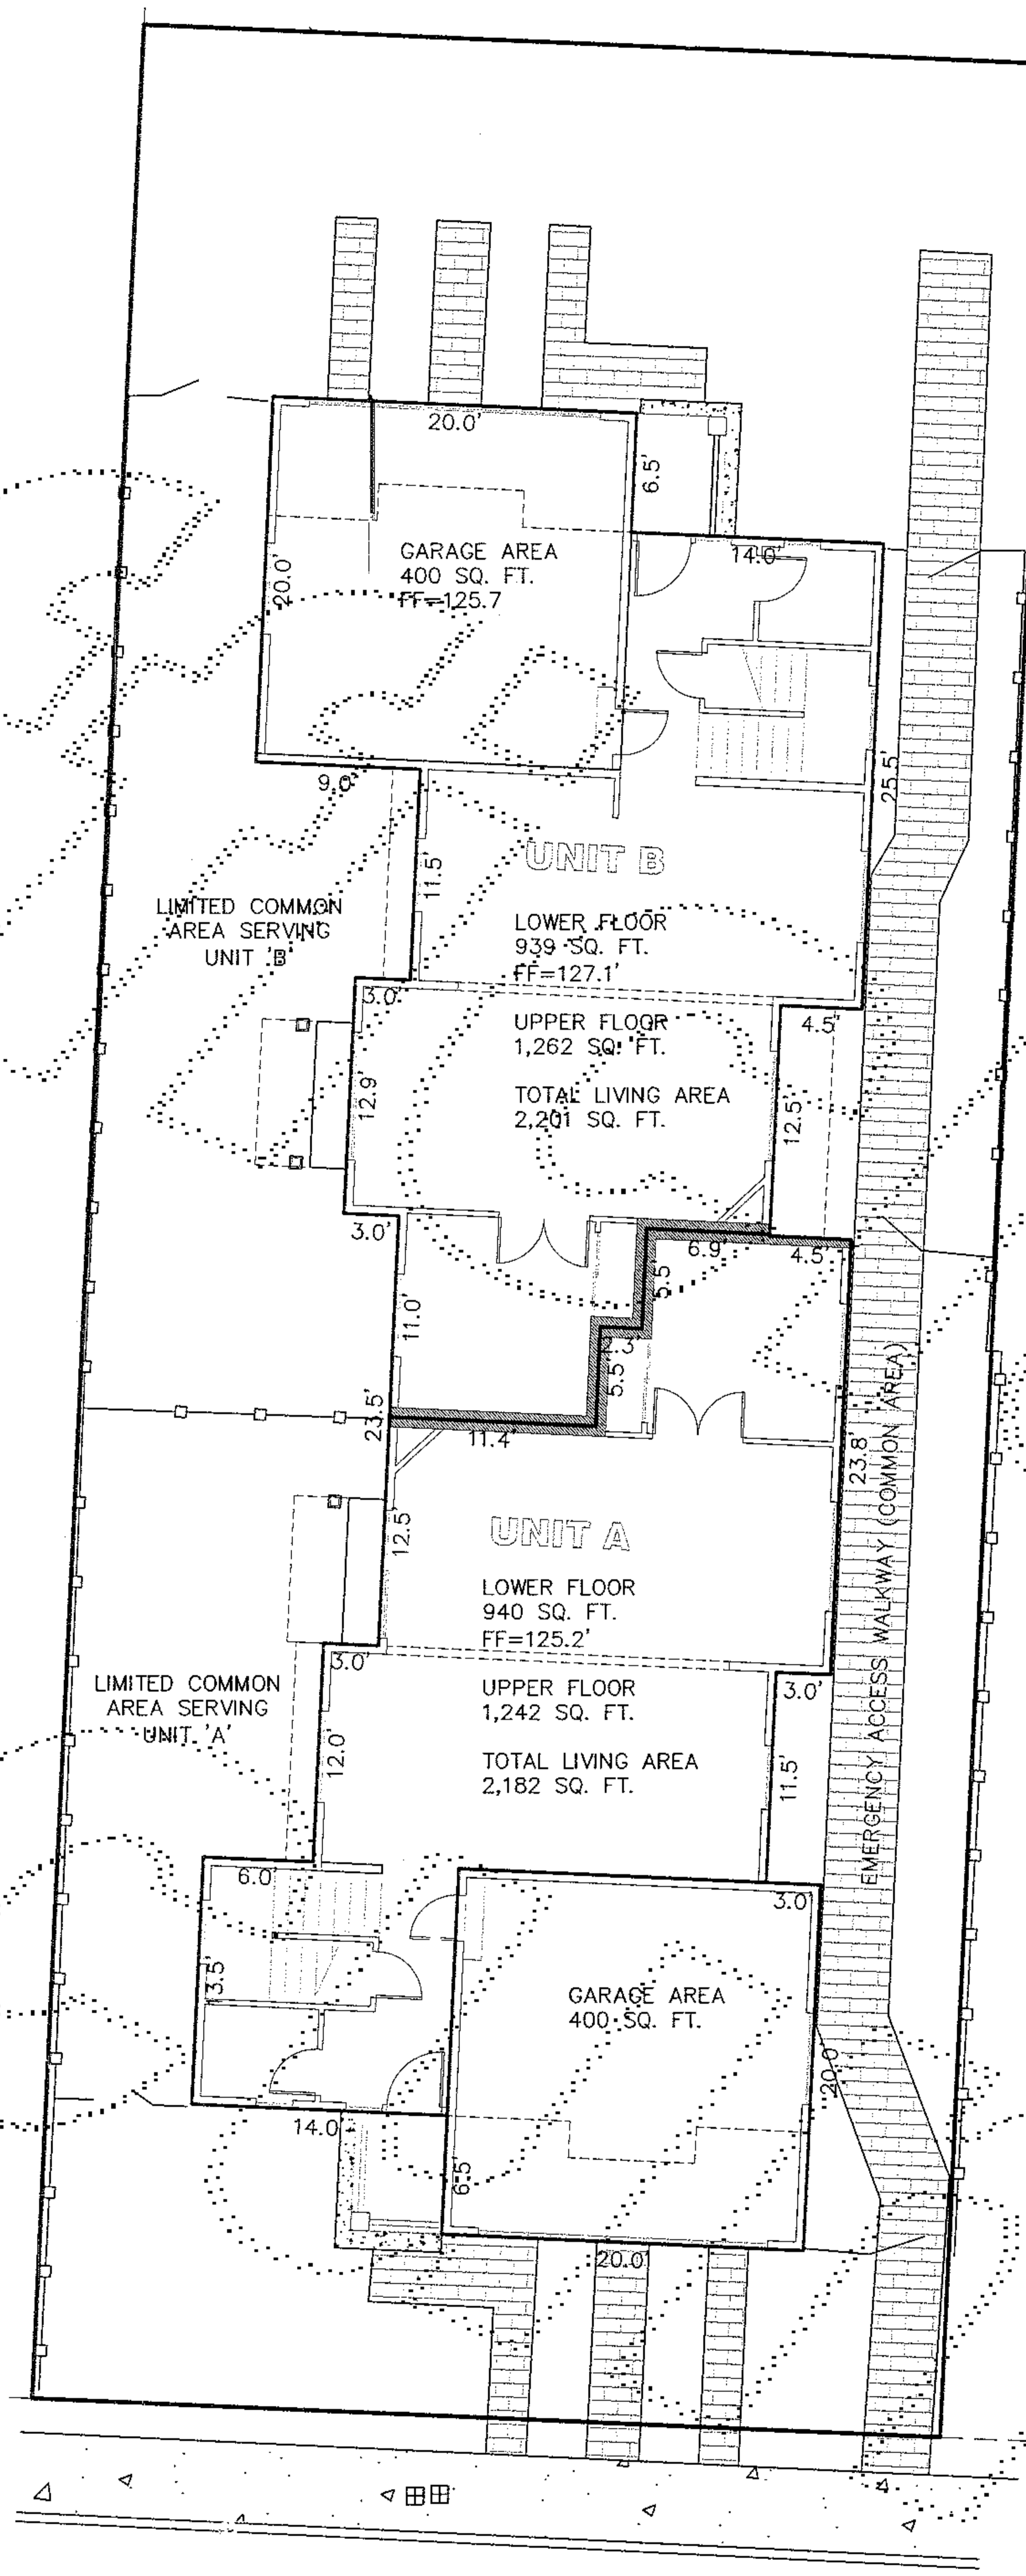 20.0'
6.5'
14.0'
GARAGE AREA
400 SQ. FT.
FF=125.7
20.0'
9.0'
25.5'
UNIT B
11.5'
LIMITED COMMON
AREA SERVING
UNIT 'B'
LOWER FLOOR
939 SQ. FT.
FF=127.1'
3.0'
UPPER FLOOR
1,262 SQ. FT.
4.5'
TOTAL LIVING AREA
2,201 SQ. FT.
12.9'
12.5'
3.0'
6.9'
4.5'
5.5'
11.0'
2.3'
5.5'
23.5'
11.4'
23.8'
EMERGENCY ACCESS WALKWAY (COMMON AREA)
UNIT A
12.5'
LOWER FLOOR
940 SQ. FT.
FF=125.2'
3.0'
LIMITED COMMON
AREA SERVING
UNIT 'A'
UPPER FLOOR
1,242 SQ. FT.
3.0'
TOTAL LIVING AREA
2,182 SQ. FT.
12.0'
11.5'
6.0'
3.0'
3.5'
GARAGE AREA
400 SQ. FT.
20.0'
14.0'
6.5'
20.0'